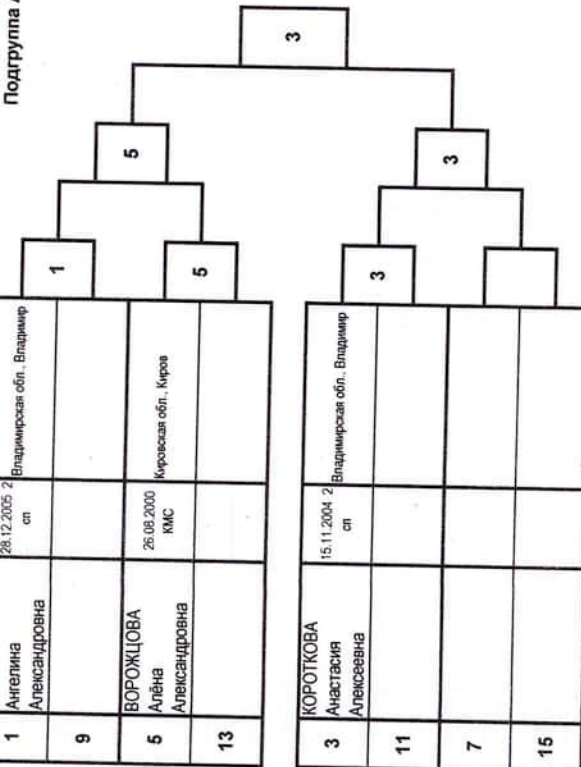 Подгруппа
1
Ангелина
Александровна
28.12.2005 2
сп
Владимирская обл., Владимир
9
5
ВОРОЖЦОВА
Алёна
Александровна
26.08.2000
КМС
Кировская обл., Киров
13
3
КОРОТКОВА
Анастасия
Алексеевна
15.11.2004 2
сп
Владимирская обл., Владимир
11
7
15
1
5
3
5
3
3